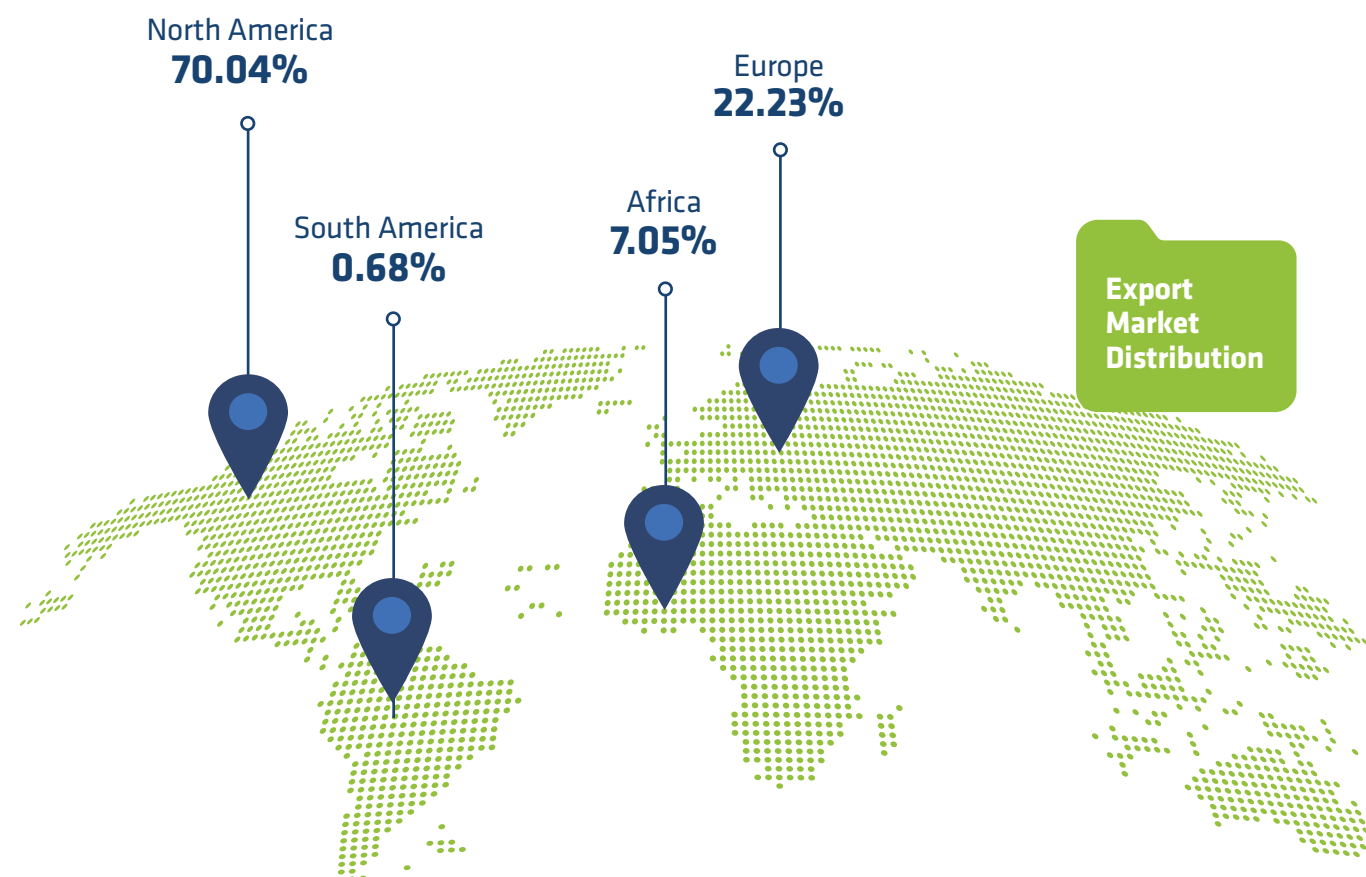 North America
70.04%
Europe
22.23%
Africa
7.05%
South America
0.68%
Export
Market
Distribution